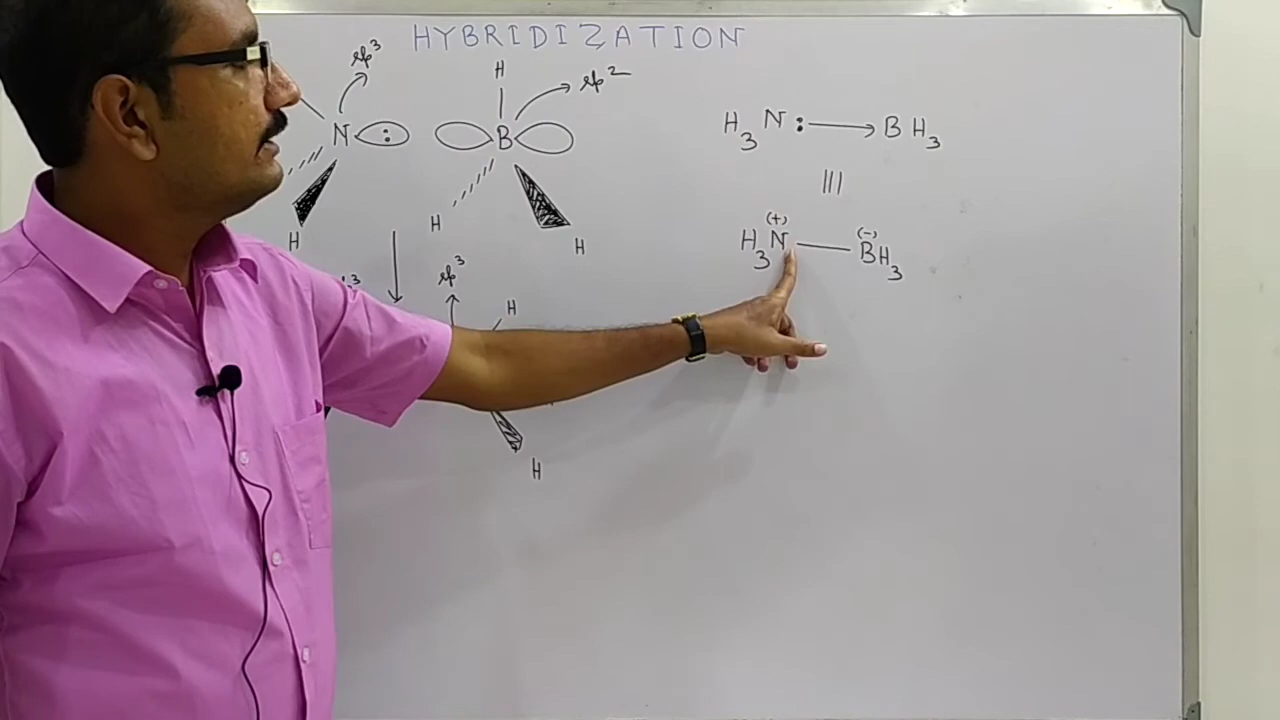 HYBRIDIZATION
sp³
H
sp²
N :
B
H₃N: → BH₃
H
H
H
≡
(+) (-)
H₃N — BH₃
sp³
H
H